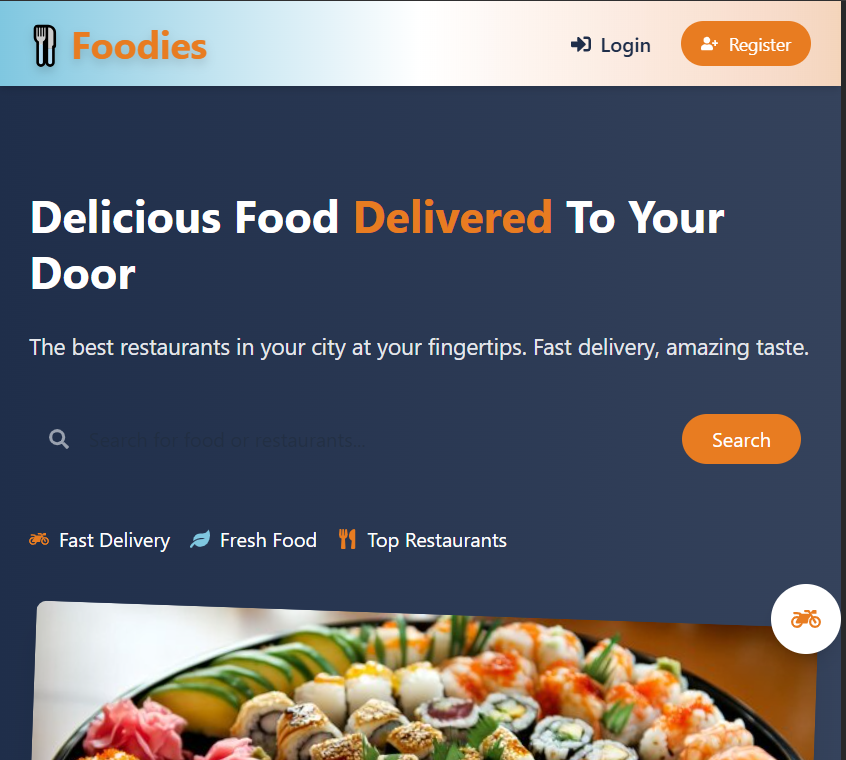 Foodies
Login
Register
Delicious Food Delivered To Your
Door
The best restaurants in your city at your fingertips. Fast delivery, amazing taste.
Search for food or restaurants...
Search
Fast Delivery
Fresh Food
Top Restaurants